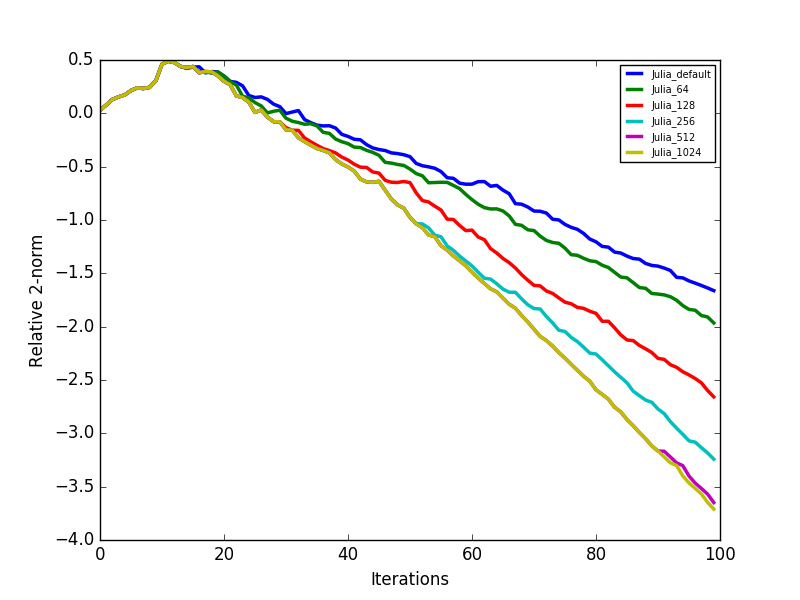 0.5
0.0
−0.5
−1.0
−1.5
−2.0
−2.5
−3.0
−3.5
−4.0
Relative 2-norm
Julia_default
Julia_64
Julia_128
Julia_256
Julia_512
Julia_1024
0 20 40 60 80 100
Iterations